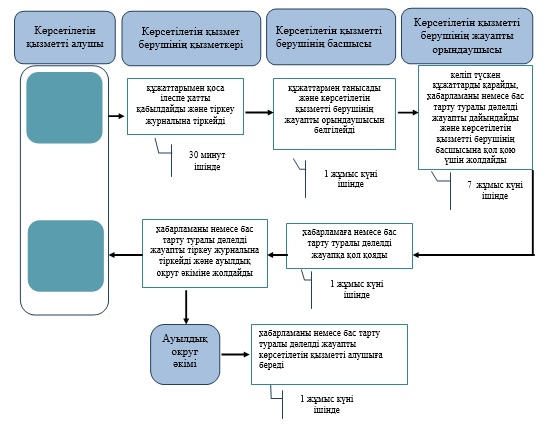 Көрсетілетін
қызметті алушы
Көрсетілетін қызмет
берушінің қызметкері
Көрсетілетін қызметті
берушінің басшысы
Көрсетілетін қызметті
берушінің жауапты
орындаушысы
құжаттарымен қоса
ілеспе хатты
қабылдайды және тіркеу
журналына тіркейді
30 минут
ішінде
құжаттармен танысады
және көрсетілетін
қызметті берушінің
жауапты орындаушысын
белгілейді
1 жұмыс күні
ішінде
келіп түскен
құжаттарды қарайды,
хабарламаны немесе бас
тарту туралы дәлелді
жауапты дайындайды
және көрсетілетін
қызметті берушінің
басшысына қол қою
үшін жолдайды
7 жұмыс күні
ішінде
хабарламаны немесе бас
тарту туралы дәлелді
жауапты тіркеу журналына
тіркейді және ауылдық
округ әкіміне жолдайды
хабарламаға немесе бас
тарту туралы дәлелді
жауапқа қол қояды
1 жұмыс күні
ішінде
Ауылдық
округ
әкімі
хабарламаны немесе бас тарту
туралы дәлелді жауапты
көрсетілетін қызметті алушыға
береді
1 жұмыс күні
ішінде